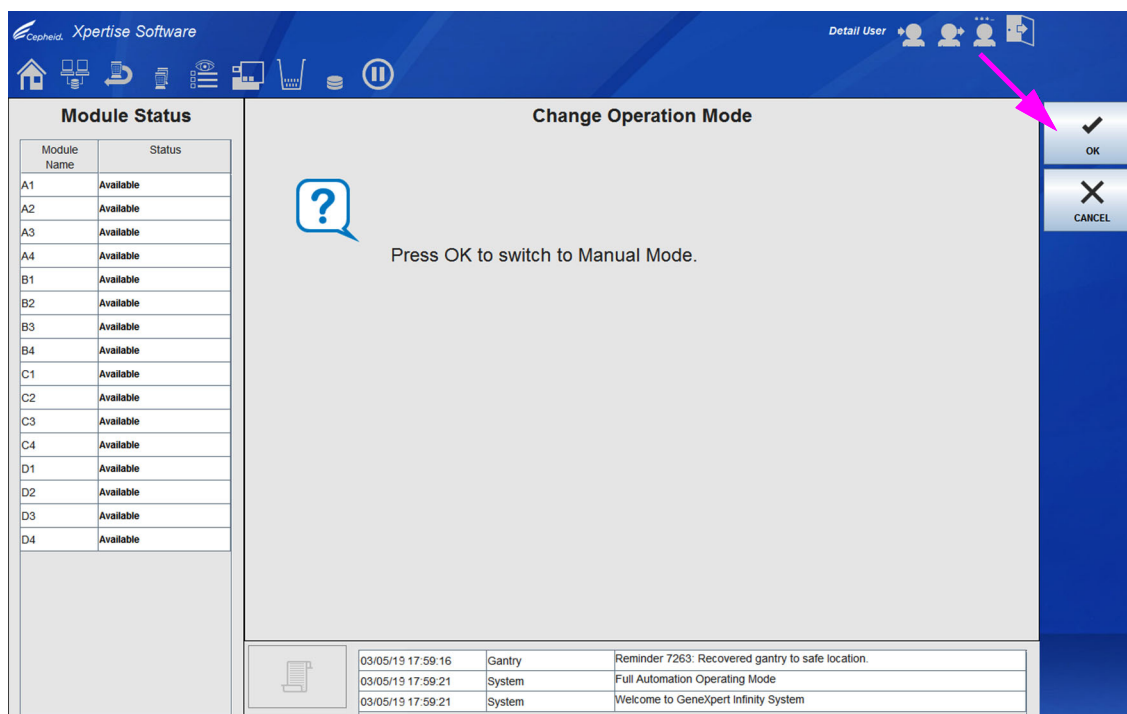 Cepheid. Xpertise Software
Detail User
Module Status
Module Name Status
A1 Available
A2 Available
A3 Available
A4 Available
B1 Available
B2 Available
B3 Available
B4 Available
C1 Available
C2 Available
C3 Available
C4 Available
D1 Available
D2 Available
D3 Available
D4 Available
Change Operation Mode
?
Press OK to switch to Manual Mode.
OK
CANCEL
03/05/19 17:59:16 Gantry Reminder 7263: Recovered gantry to safe location.
03/05/19 17:59:21 System Full Automation Operating Mode
03/05/19 17:59:21 System Welcome to GeneXpert Infinity System